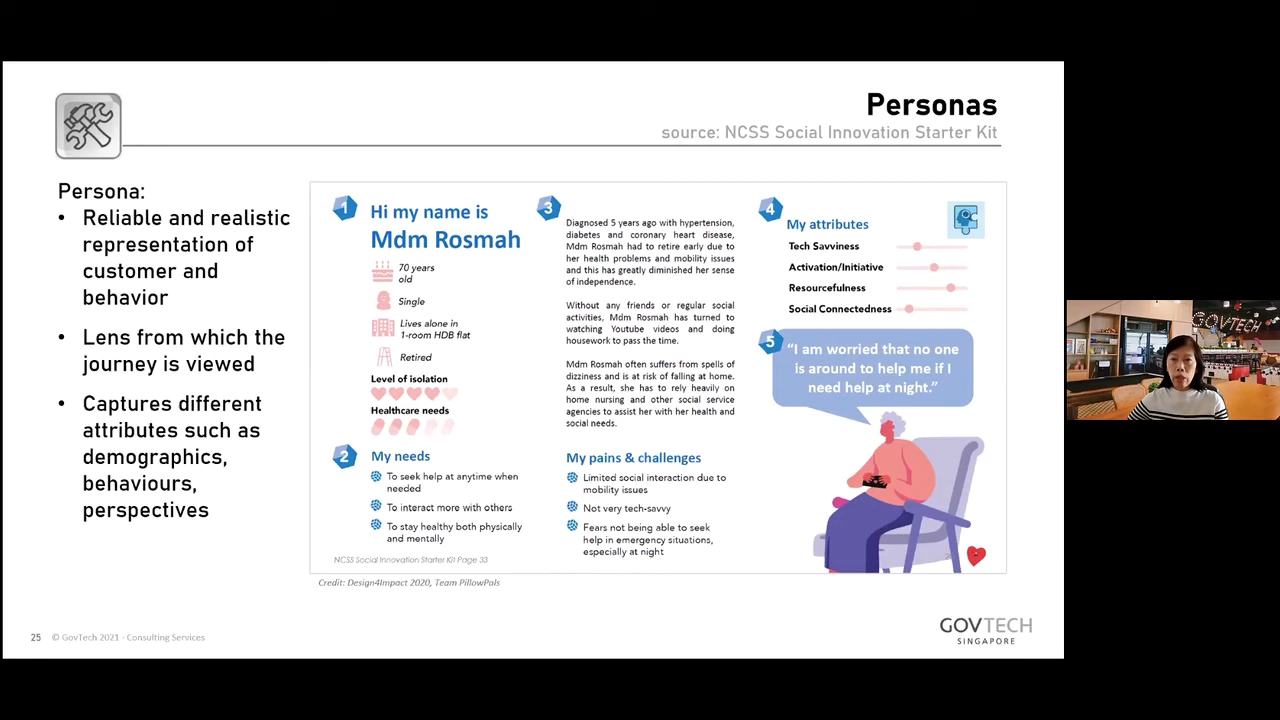 Personas
source: NCSS Social Innovation Starter Kit
Persona:
• Reliable and realistic
representation of
customer and
behavior
• Lens from which the
journey is viewed
• Captures different
attributes such as
demographics,
behaviours,
perspectives
1
Hi my name is
Mdm Rosmah
70 years
old
Single
Lives alone in
1-room HDB flat
Retired
Level of isolation
Healthcare needs
2
My needs
To seek help at anytime when
needed
To interact more with others
To stay healthy both physically
and mentally
NCSS Social Innovation Starter Kit Page 33
3
Diagnosed 5 years ago with hypertension,
diabetes and coronary heart disease,
Mdm Rosmah had to retire early due to
her health problems and mobility issues
and this has greatly diminished her sense
of independence.
Without any friends or regular social
activities, Mdm Rosmah has turned to
watching Youtube videos and doing
housework to pass the time.
Mdm Rosmah often suffers from spells of
dizziness and is at risk of falling at home.
As a result, she has to rely heavily on
home nursing and other social service
agencies to assist her with her health and
social needs.
My pains & challenges
Limited social interaction due to
mobility issues
Not very tech-savvy
Fears not being able to seek
help in emergency situations,
especially at night
4
My attributes
Tech Savviness
Activation/Initiative
Resourcefulness
Social Connectedness
5
“I am worried that no one
is around to help me if I
need help at night.”
Credit: Design4Impact 2020, Team PillowPals
25 © GovTech 2021 - Consulting Services
GOVTECH
SINGAPORE
GOVTECH